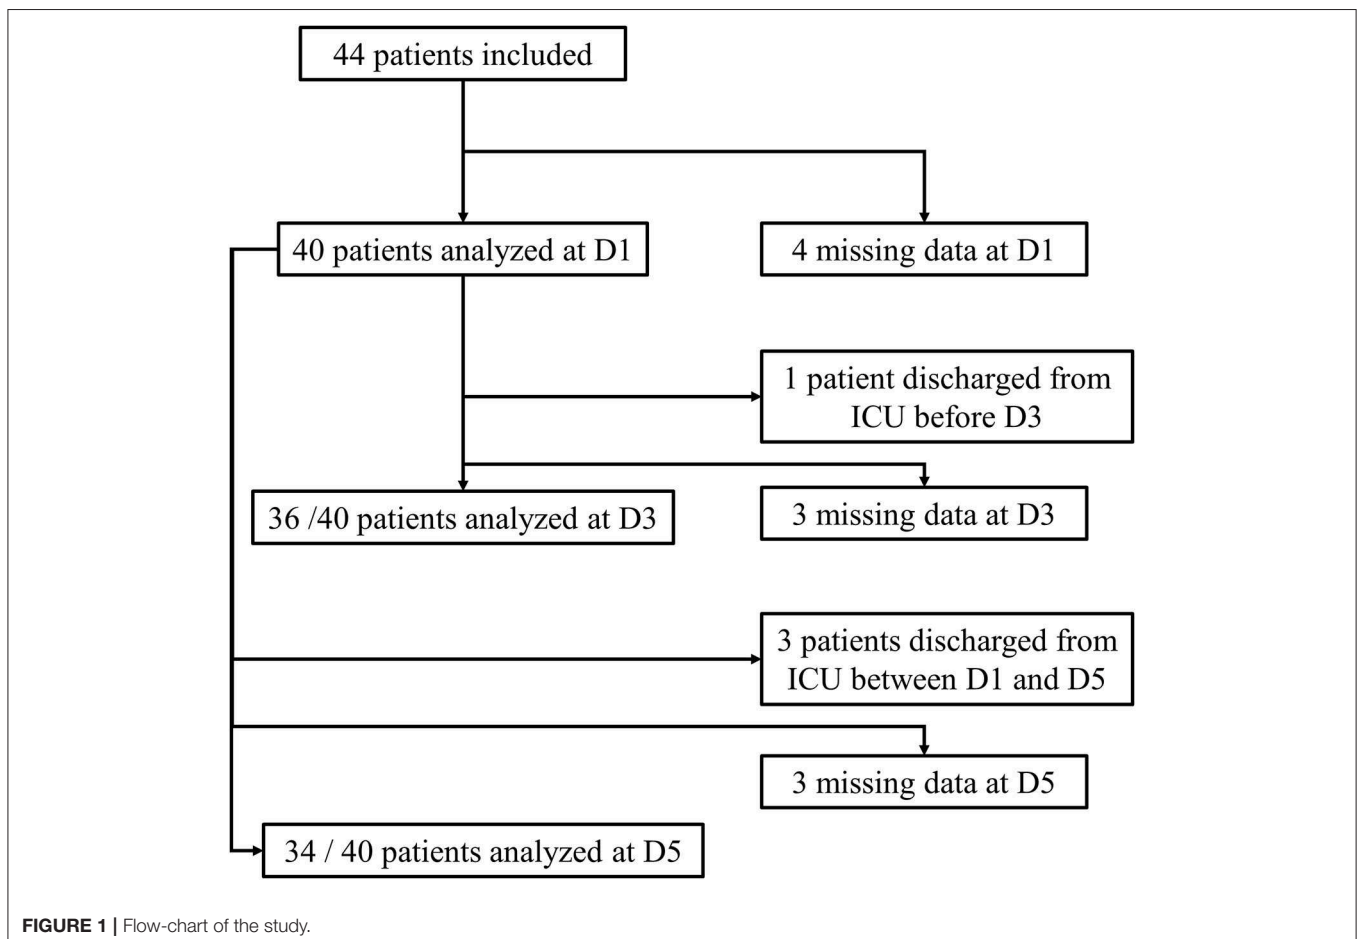 44 patients included
40 patients analyzed at D1
4 missing data at D1
1 patient discharged from
ICU before D3
36 /40 patients analyzed at D3
3 missing data at D3
3 patients discharged from
ICU between D1 and D5
3 missing data at D5
34 / 40 patients analyzed at D5
FIGURE 1 | Flow-chart of the study.